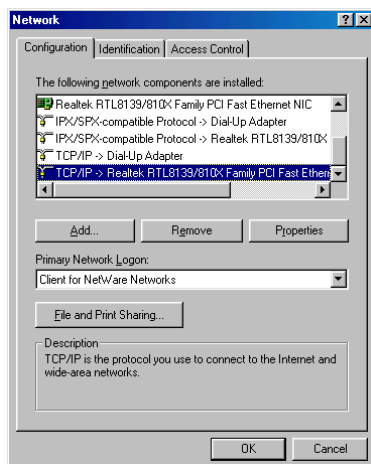 Network
Configuration Identification Access Control
The following network components are installed:
Realtek RTL8139/810X Family PCI Fast Ethernet NIC
IPX/SPX-compatible Protocol -> Dial-Up Adapter
IPX/SPX-compatible Protocol -> Realtek RTL8139/810X
TCP/IP -> Dial-Up Adapter
TCP/IP -> Realtek RTL8139/810X Family PCI Fast Ethern
Add... Remove Properties
Primary Network Logon:
Client for NetWare Networks
File and Print Sharing...
Description
TCP/IP is the protocol you use to connect to the Internet and
wide-area networks.
OK Cancel